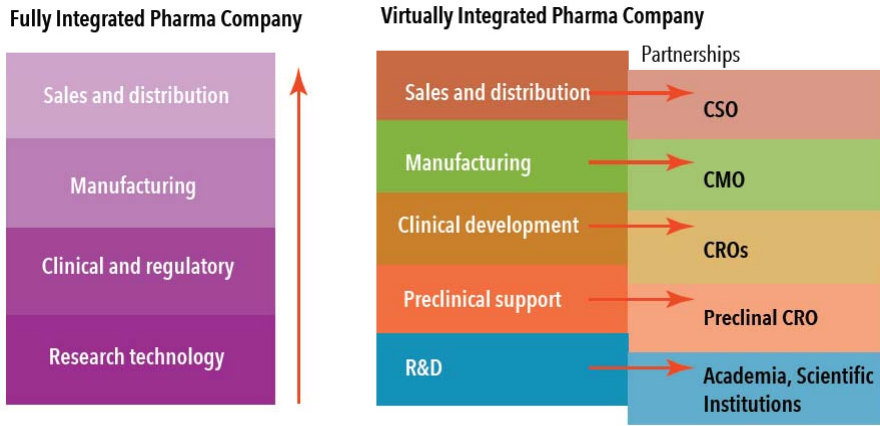 Fully Integrated Pharma Company
Sales and distribution
Manufacturing
Clinical and regulatory
Research technology
Virtually Integrated Pharma Company
Partnerships
Sales and distribution
CSO
Manufacturing
CMO
Clinical development
CROs
Preclinical support
Preclinal CRO
R&D
Academia, Scientific
Institutions